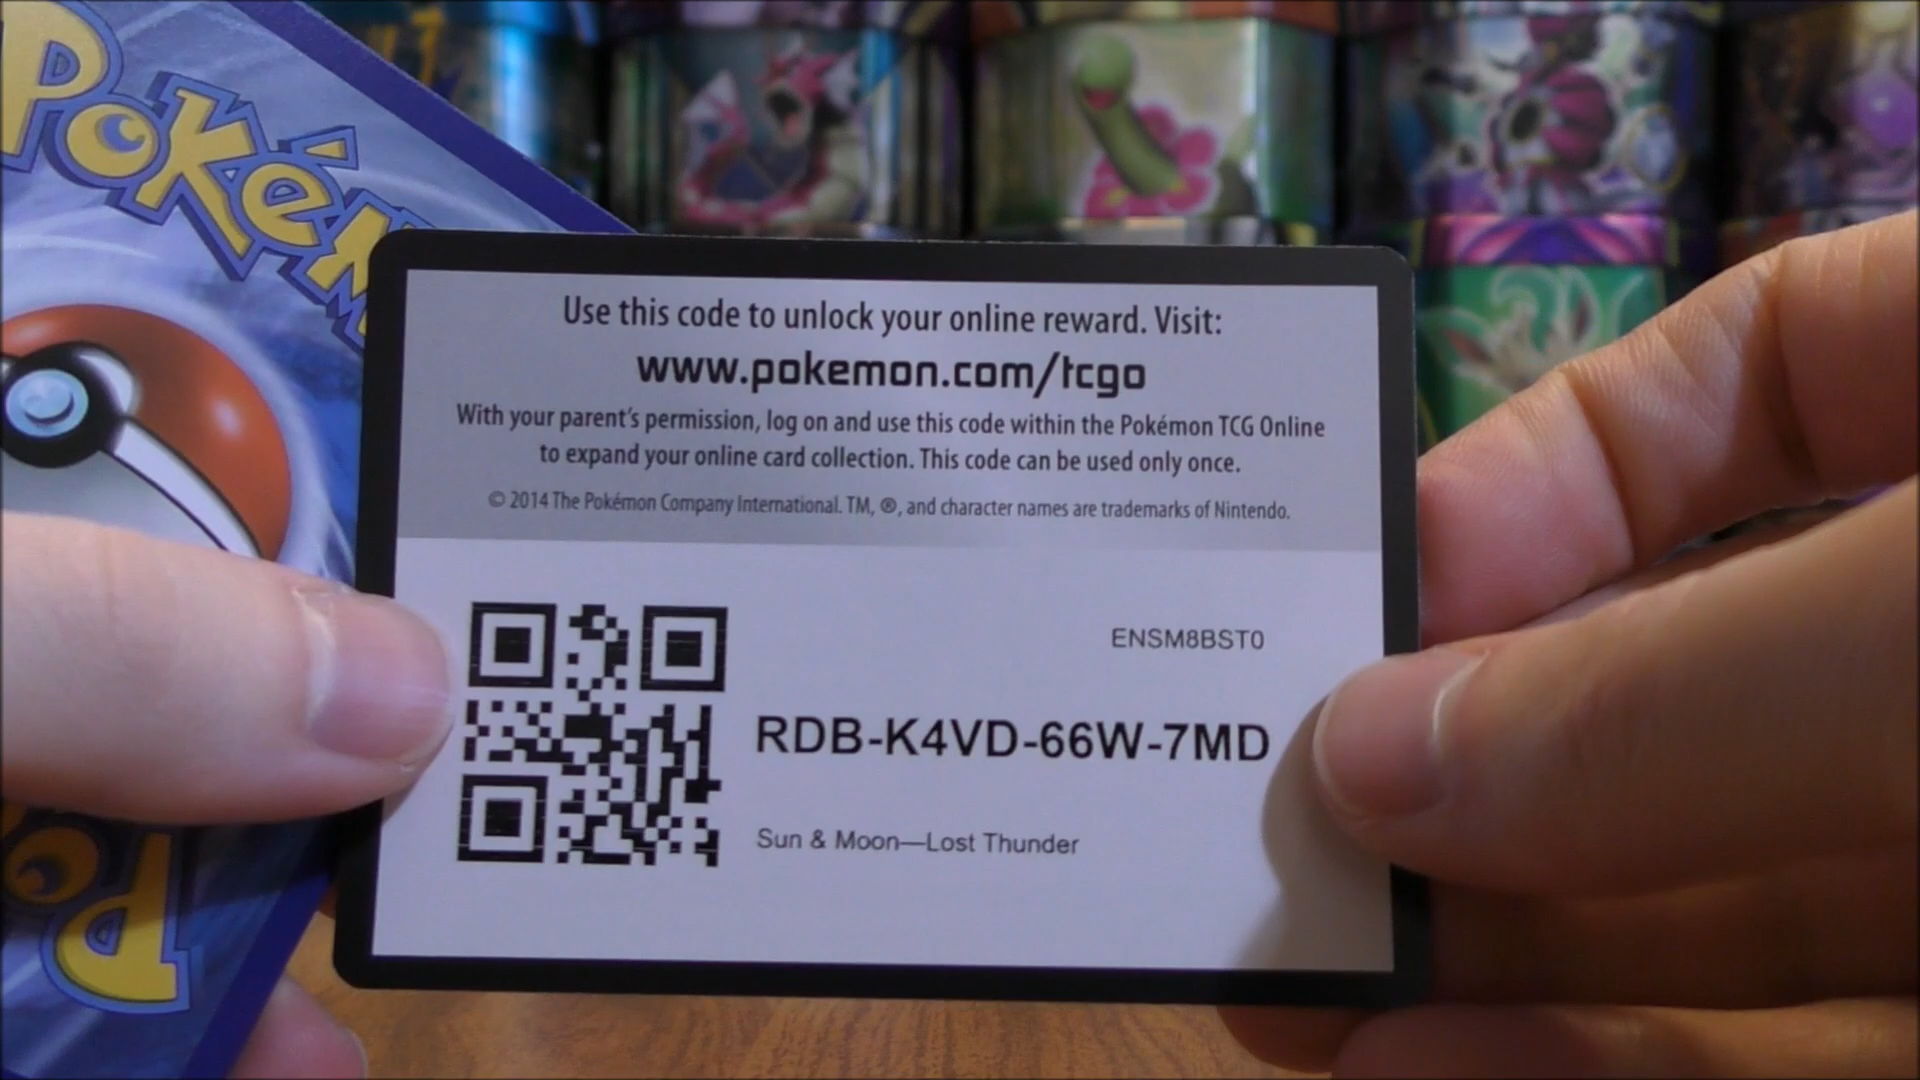 Poké
Use this code to unlock your online reward. Visit:
www.pokemon.com/tcgo
With your parent's permission, log on and use this code within the Pokémon TCG Online
to expand your online card collection. This code can be used only once.
© 2014 The Pokémon Company International. TM, ®, and character names are trademarks of Nintendo.
ENSM8BST0
RDB-K4VD-66W-7MD
Sun & Moon—Lost Thunder
Po